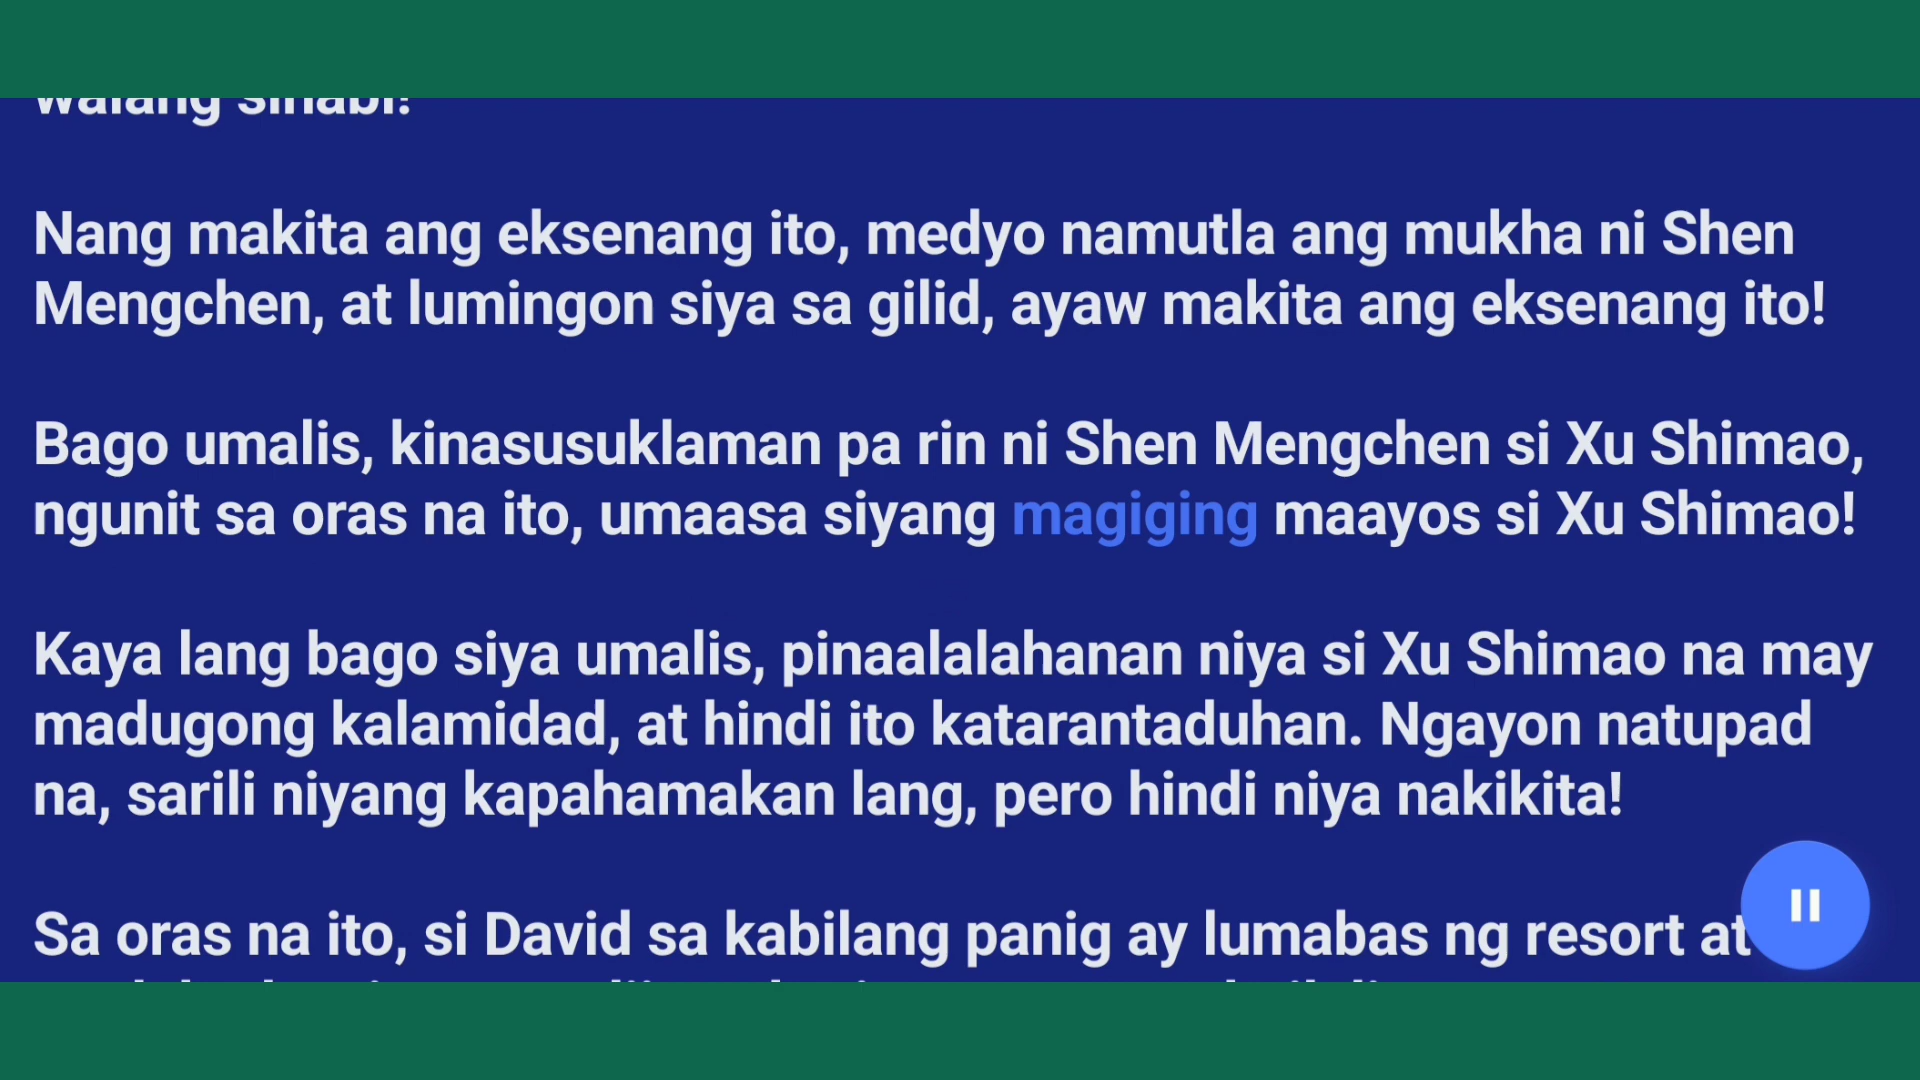 walang sinabi!
Nang makita ang eksenang ito, medyo namutla ang mukha ni Shen
Mengchen, at lumingon siya sa gilid, ayaw makita ang eksenang ito!
Bago umalis, kinasusuklaman pa rin ni Shen Mengchen si Xu Shimao,
ngunit sa oras na ito, umaasa siyang magiging maayos si Xu Shimao!
Kaya lang bago siya umalis, pinaalalahanan niya si Xu Shimao na may
madugong kalamidad, at hindi ito katarantaduhan. Ngayon natupad
na, sarili niyang kapahamakan lang, pero hindi niya nakikita!
Sa oras na ito, si David sa kabilang panig ay lumabas ng resort at